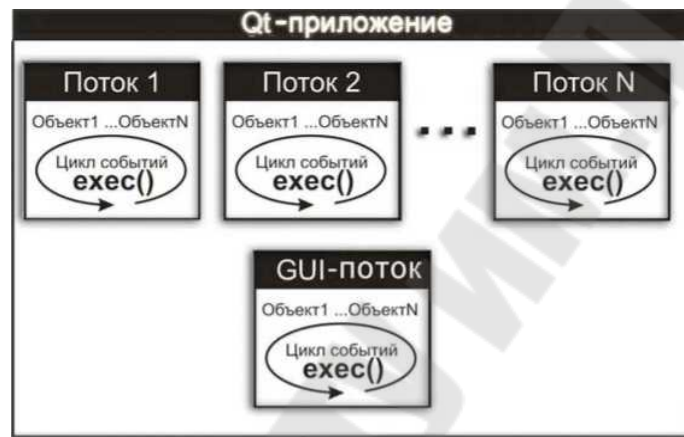 Qt-приложение
Поток 1
Объект1 ...ОбъектN
Цикл событий
exec()
Поток 2
Объект1 ...ОбъектN
Цикл событий
exec()
...
Поток N
Объект1 ...ОбъектN
Цикл событий
exec()
GUI-поток
Объект1 ...ОбъектN
Цикл событий
exec()